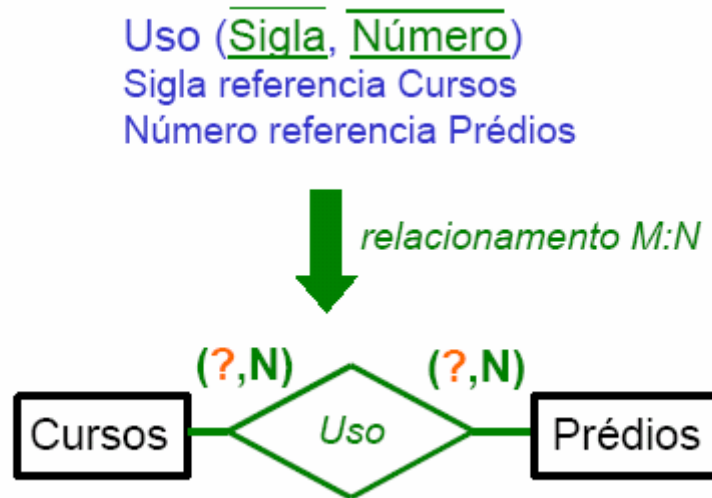 Uso (Sigla, Número)
Sigla referencia Cursos
Número referencia Prédios
relacionamento M:N
(?,N) (?,N)
Cursos Uso Prédios